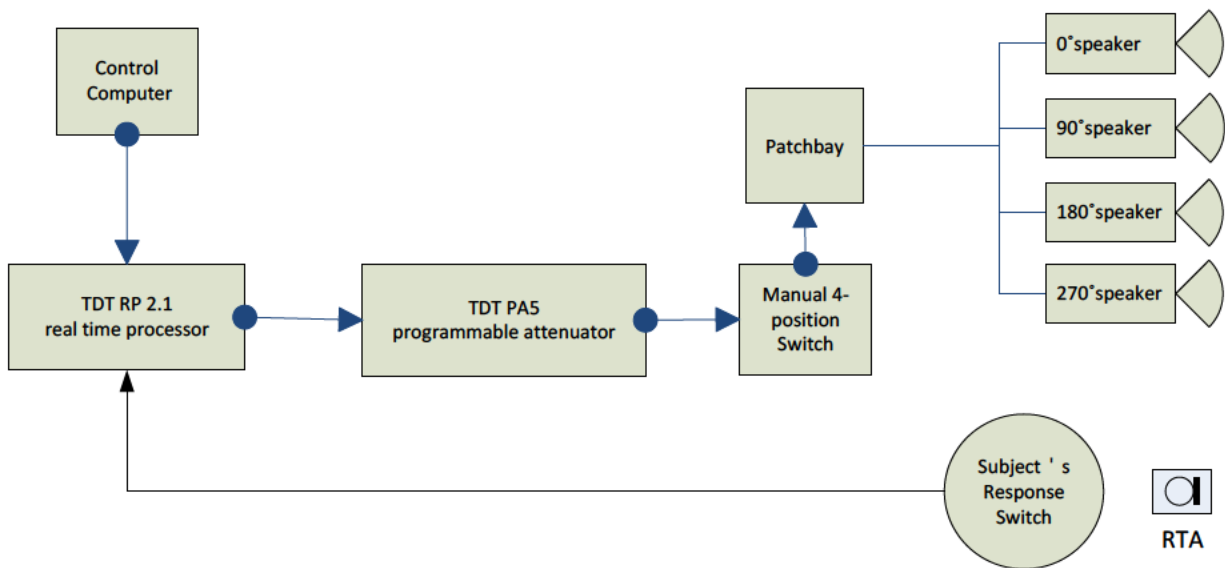 Control
Computer
TDT RP 2.1
real time processor
TDT PA5
programmable attenuator
Manual 4-
position
Switch
Patchbay
0˚speaker
90˚speaker
180˚speaker
270˚speaker
Subject ' s
Response
Switch
RTA